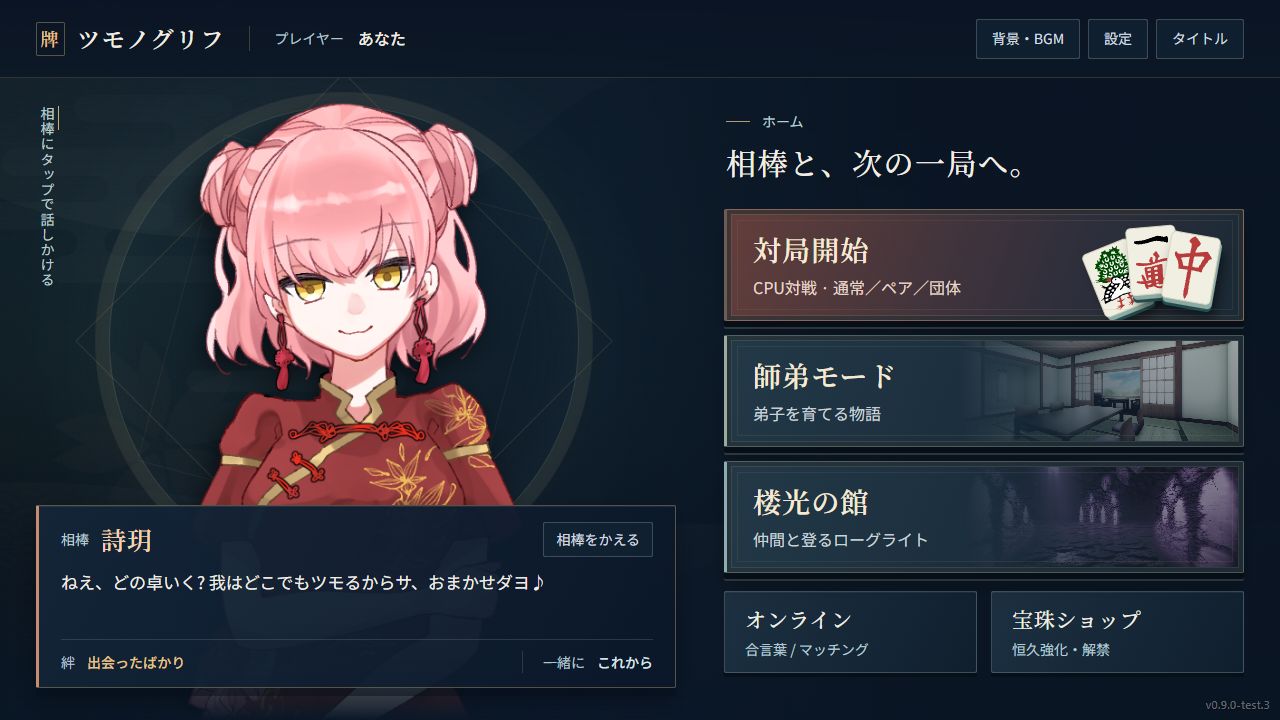 牌 ツモノグリフ プレイヤー あなた
背景・BGM 設定 タイトル
相棒にタップで話しかける
ホーム
相棒と、次の一局へ。
対局開始
CPU対戦・通常／ペア／団体
一
萬
中
師弟モード
弟子を育てる物語
楼光の館
仲間と登るローグライト
相棒 詩玥 相棒をかえる
ねえ、どの卓いく? 我はどこでもツモるからサ、おまかせダヨ♪
絆 出会ったばかり 一緒に これから
オンライン
合言葉 / マッチング
宝珠ショップ
恒久強化・解禁
v0.9.0-test.3